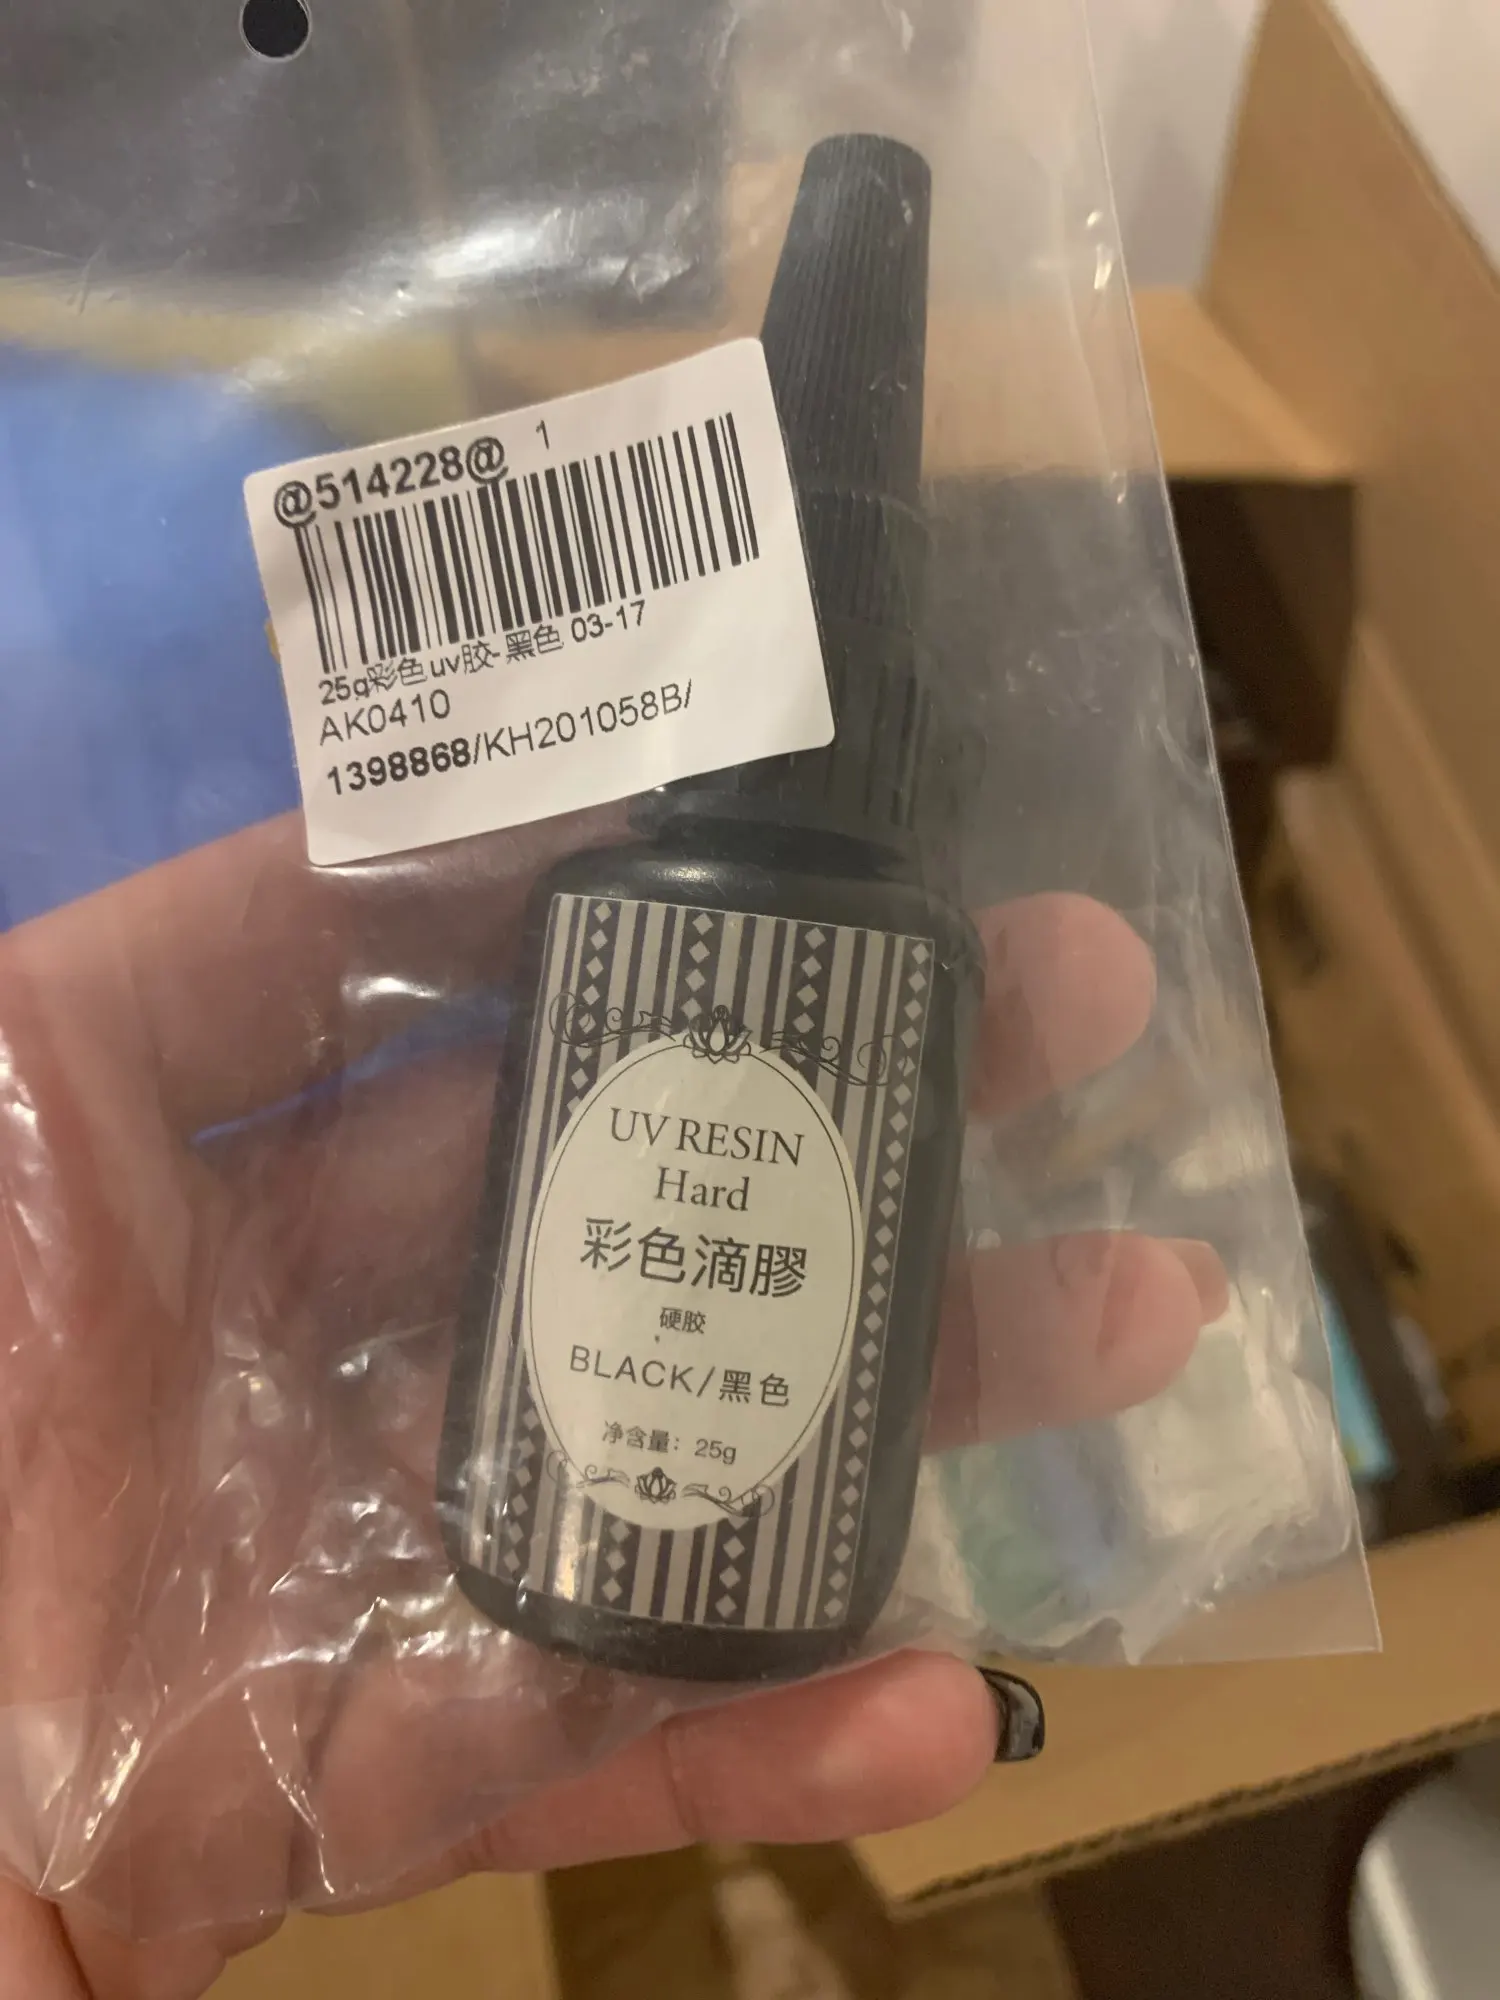 @514228@ 1
25g彩色uv胶-黑色 03-17
AK0410
1398868/KH201058B/
UV RESIN
Hard
彩色滴膠
硬胶
BLACK/黑色
净含量：25g